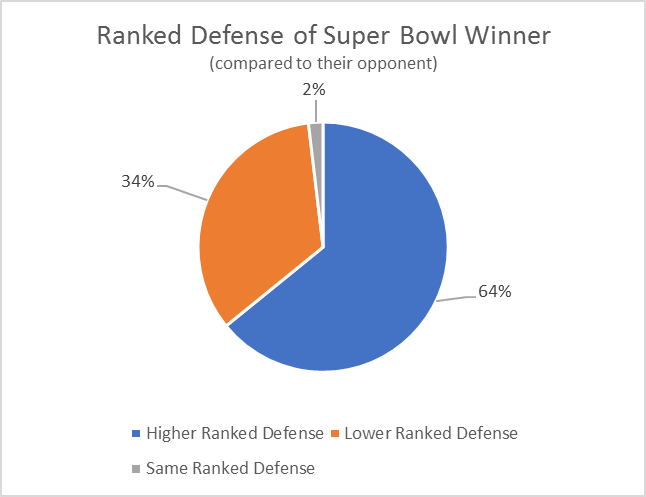 Ranked Defense of Super Bowl Winner
(compared to their opponent)
2%
34%
64%
Higher Ranked Defense Lower Ranked Defense
Same Ranked Defense